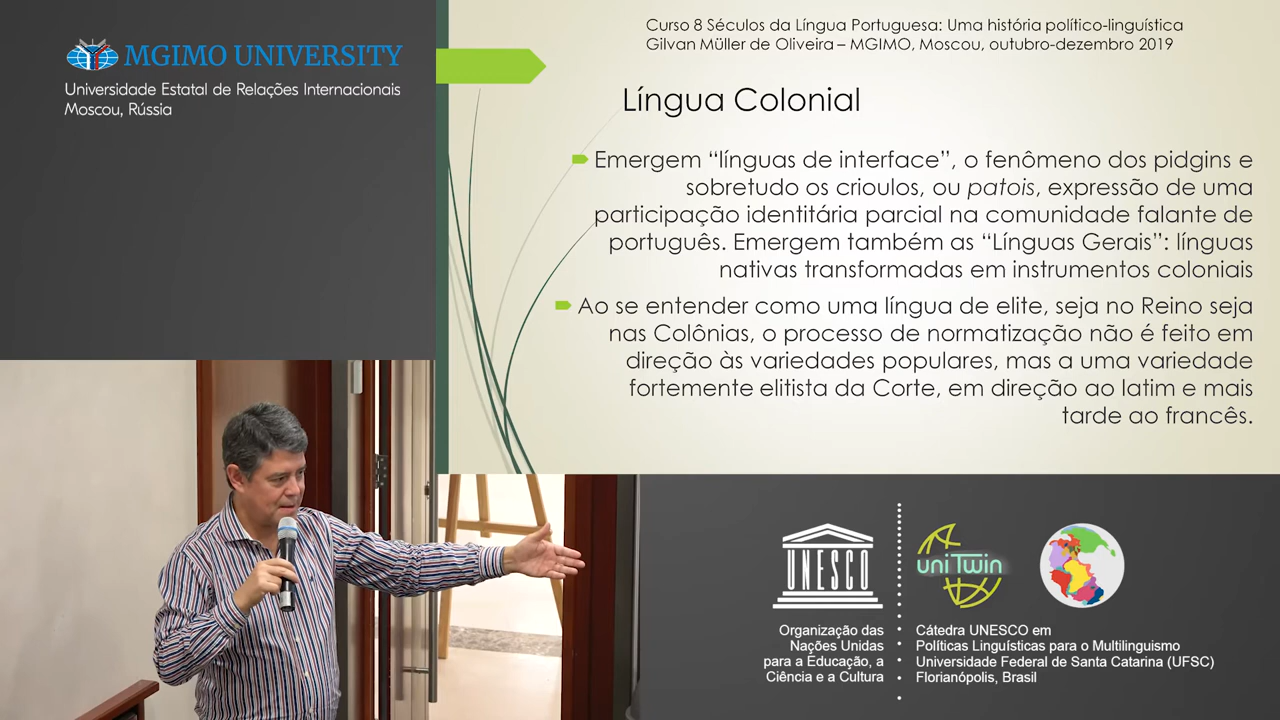 MGIMO UNIVERSITY
Universidade Estatal de Relações Internacionais
Moscou, Rússia
Curso 8 Séculos da Língua Portuguesa: Uma história político-linguística
Gilvan Müller de Oliveira – MGIMO, Moscou, outubro-dezembro 2019
Língua Colonial
Emergem “línguas de interface”, o fenômeno dos pidgins e
sobretudo os crioulos, ou patois, expressão de uma
participação identitária parcial na comunidade falante de
português. Emergem também as “Línguas Gerais”: línguas
nativas transformadas em instrumentos coloniais
Ao se entender como uma língua de elite, seja no Reino seja
nas Colônias, o processo de normatização não é feito em
direção às variedades populares, mas a uma variedade
fortemente elitista da Corte, em direção ao latim e mais
tarde ao francês.
UNESCO
Organização das
Nações Unidas
para a Educação, a
Ciência e a Cultura
uniTwin
Cátedra UNESCO em
Políticas Linguísticas para o Multilinguismo
Universidade Federal de Santa Catarina (UFSC)
Florianópolis, Brasil